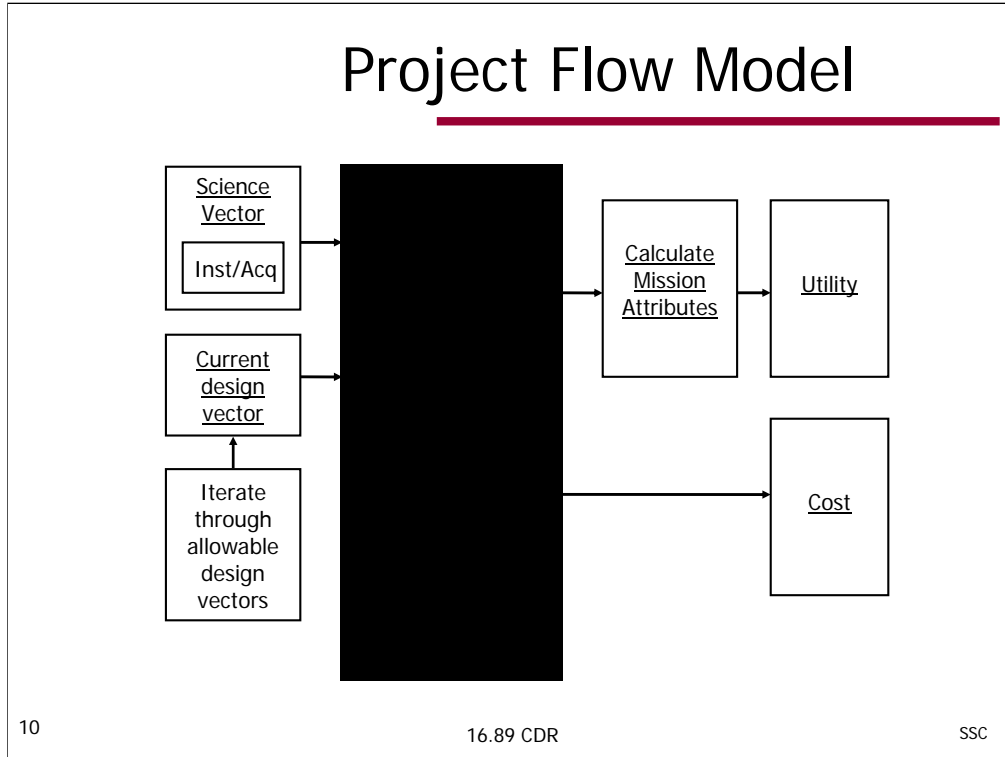 Project Flow Model
Science
Vector
Inst/Acq
Current
design
vector
Iterate
through
allowable
design
vectors
Calculate
Mission
Attributes
Utility
Cost
10
16.89 CDR
SSC